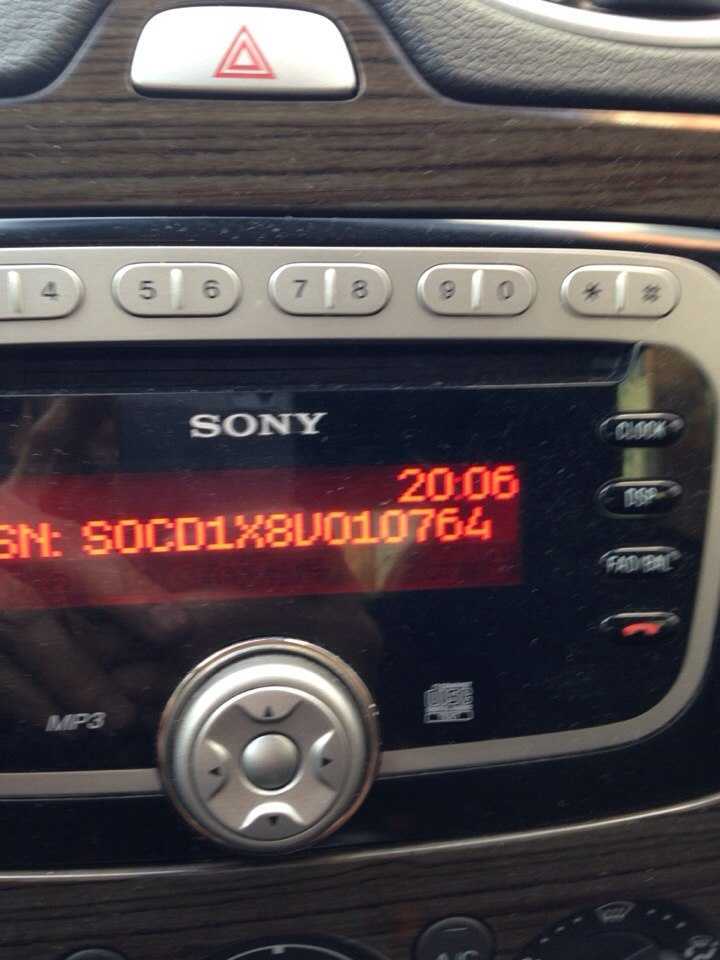 4 5 6 7 8 9 0 * #
SONY
CLOCK
20:06
DSP
SN: SOCD1X8V010764
FAD/BAL
MP3
A/C